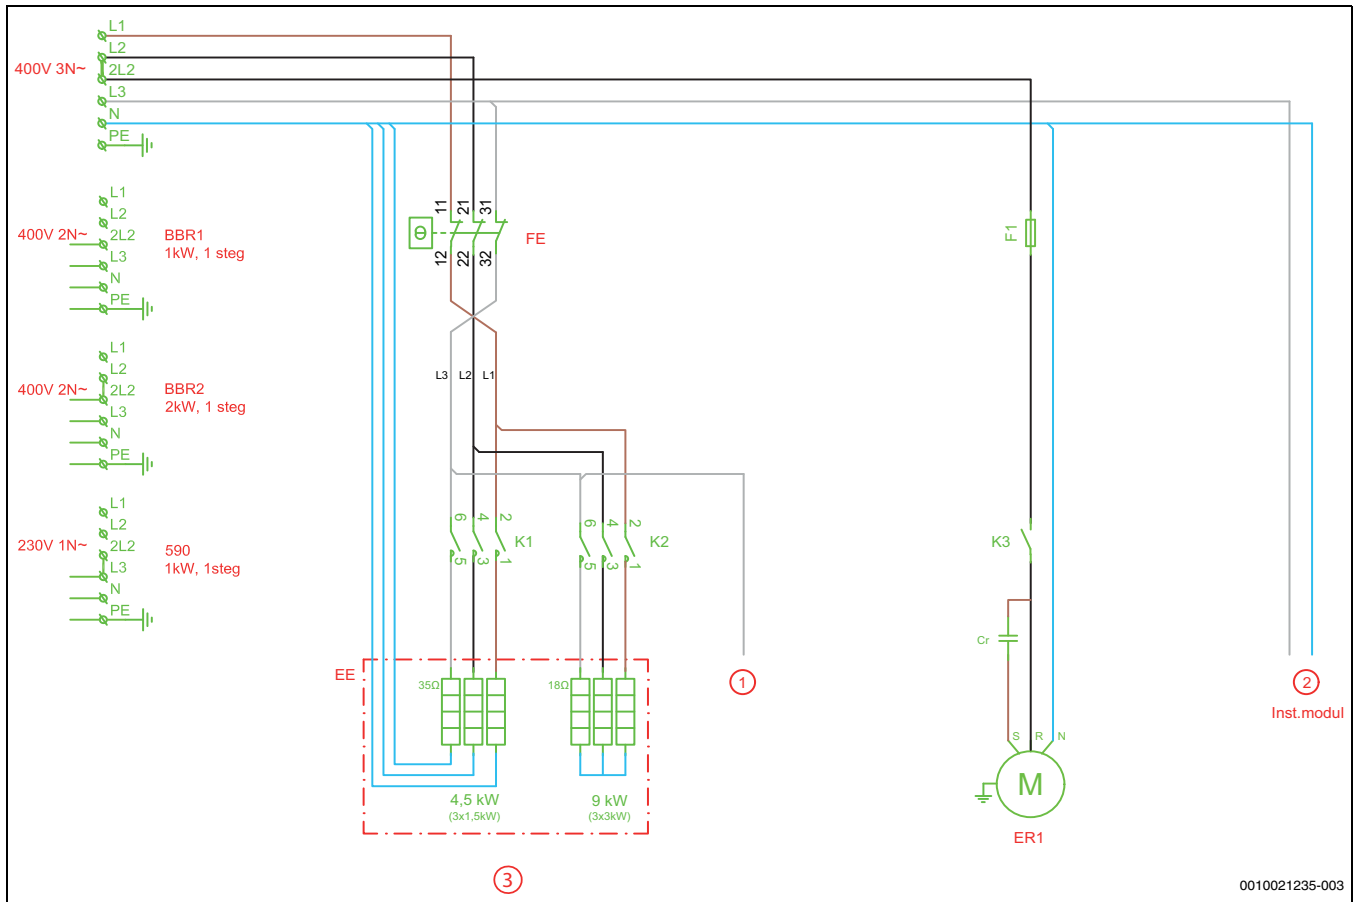 L1
L2
400V 3N~
2L2
L3
N
PE
L1
L2
400V 2N~
2L2
L3
N
PE
BBR1
1kW, 1 steg
L1
L2
400V 2N~
2L2
L3
N
PE
BBR2
2kW, 1 steg
L1
L2
230V 1N~
2L2
L3
N
PE
590
1kW, 1steg
11
21
31
Θ
FE
12
22
32
F1
L3
L2
L1
6
4
2
K1
5
3
1
6
4
2
K2
5
3
1
K3
Cr
EE
35Ω
18Ω
1
2
Inst.modul
S
R
N
M
ER1
4,5 kW
(3x1,5kW)
9 kW
(3x3kW)
3
0010021235-003